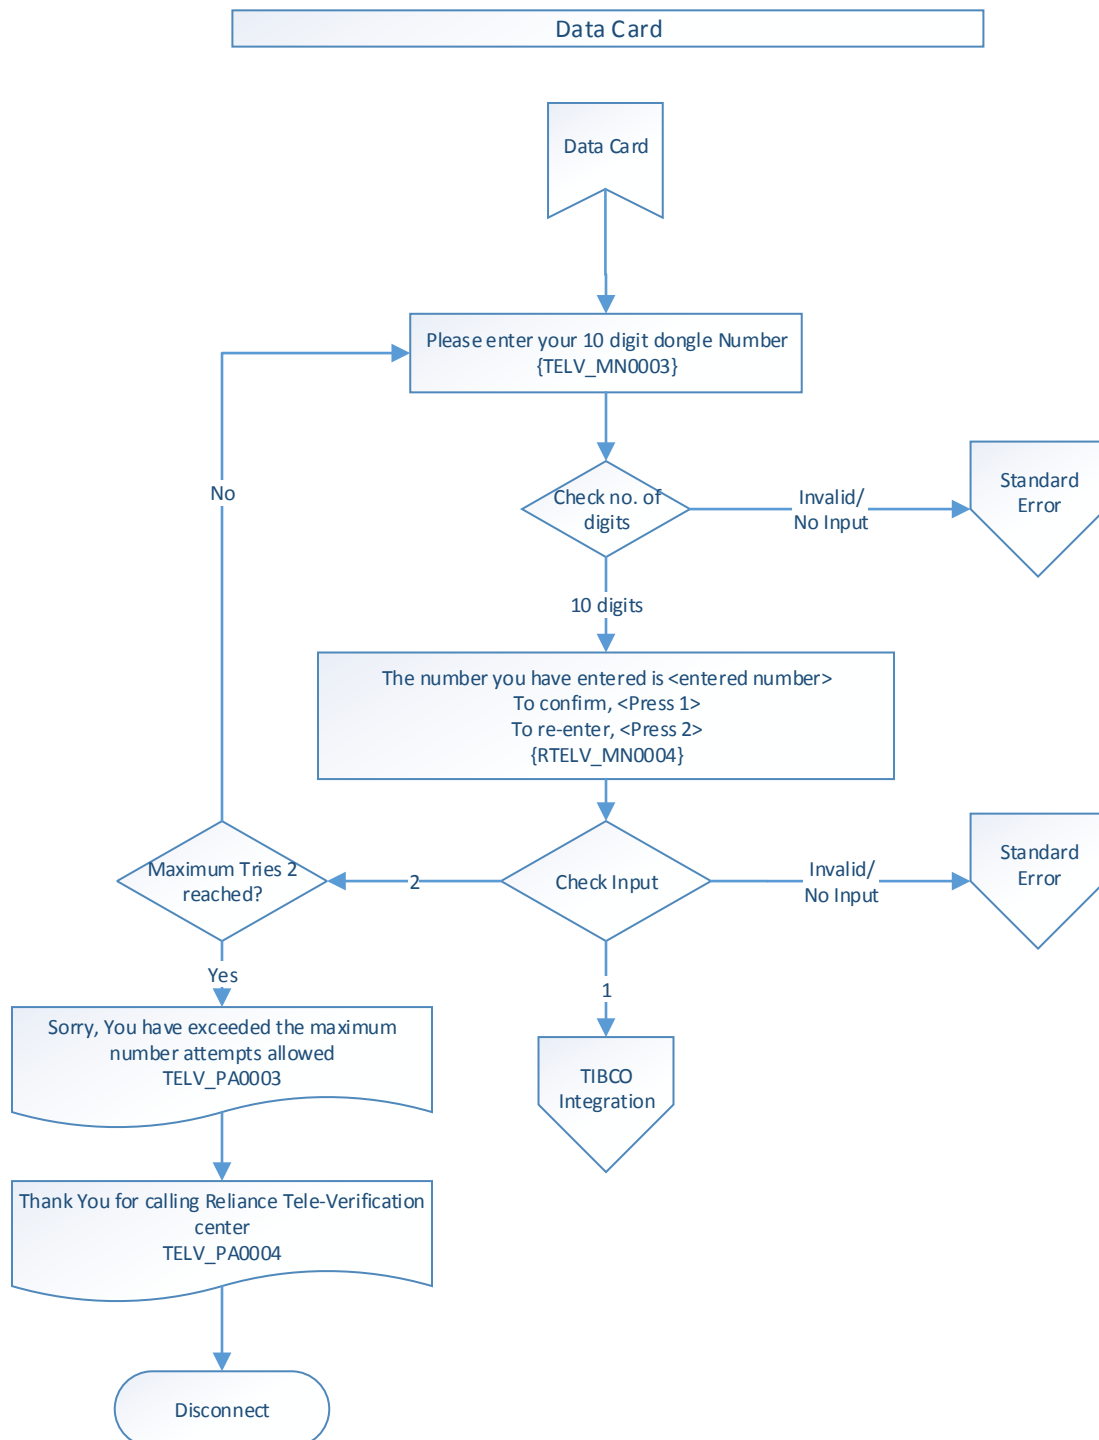 Data Card
Data Card
Please enter your 10 digit dongle Number
{TELV_MN0003}
No
Check no. of
digits
Invalid/
No Input
Standard
Error
10 digits
The number you have entered is <entered number>
To confirm, <Press 1>
To re-enter, <Press 2>
{RTELV_MN0004}
Maximum Tries 2
reached?
2
Check Input
Invalid/
No Input
Standard
Error
Yes
1
Sorry, You have exceeded the maximum
number attempts allowed
TELV_PA0003
TIBCO
Integration
Thank You for calling Reliance Tele-Verification
center
TELV_PA0004
Disconnect